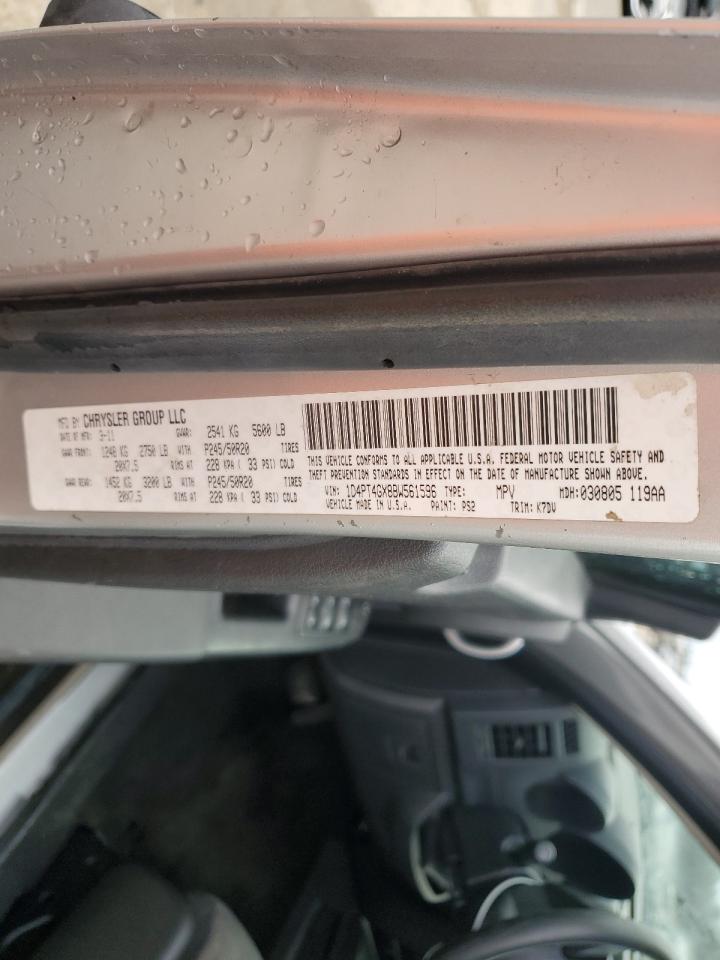 MFD BY CHRYSLER GROUP LLC
DATE OF MFR: 3-11 GVWR: 2541 KG 5600 LB
GAWR FRONT: 1248 KG 2750 LB WITH P245/50R20 TIRES
20X7.5 RIMS AT 228 KPA ( 33 PSI) COLD
GAWR REAR: 1452 KG 3200 LB WITH P245/50R20 TIRES
20X7.5 RIMS AT 228 KPA ( 33 PSI) COLD
THIS VEHICLE CONFORMS TO ALL APPLICABLE U.S.A. FEDERAL MOTOR VEHICLE SAFETY AND
THEFT PREVENTION STANDARDS IN EFFECT ON THE DATE OF MANUFACTURE SHOWN ABOVE.
VIN: 1D4PT4GX8BW561596 TYPE: MPV MDH:030805 119AA
VEHICLE MADE IN U.S.A. PAINT: PS2 TRIM: K7DV